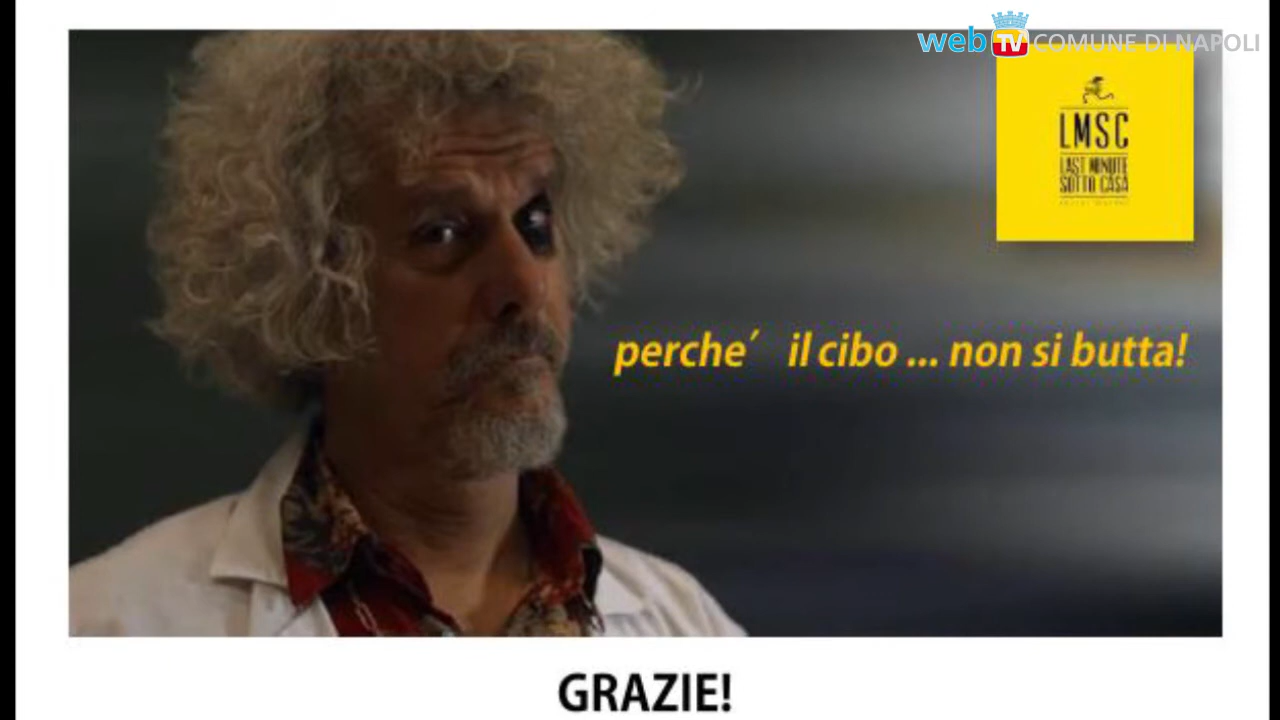 web TV COMUNE DI NAPOLI
LMSC
LAST MINUTE
SOTTO CASA
perche´ il cibo ... non si butta!
GRAZIE!